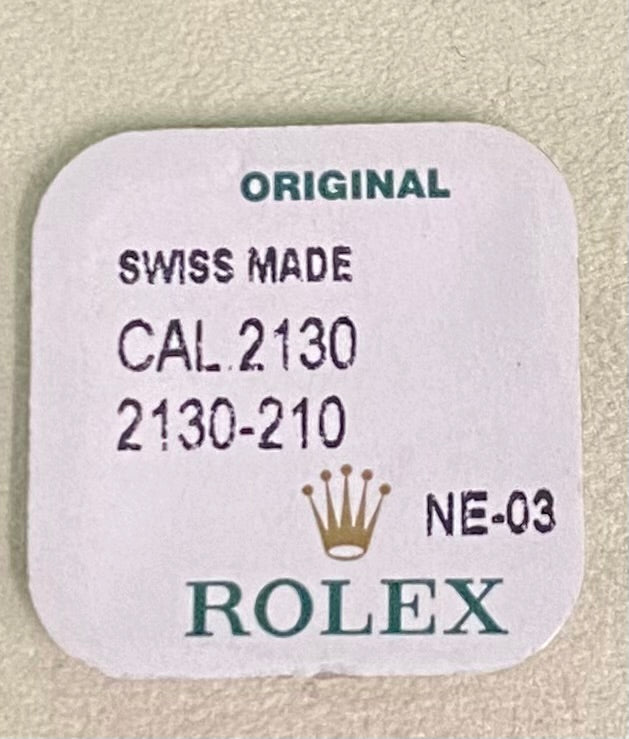 ORIGINAL
SWISS MADE
CAL.2130
2130-210
NE-03
ROLEX